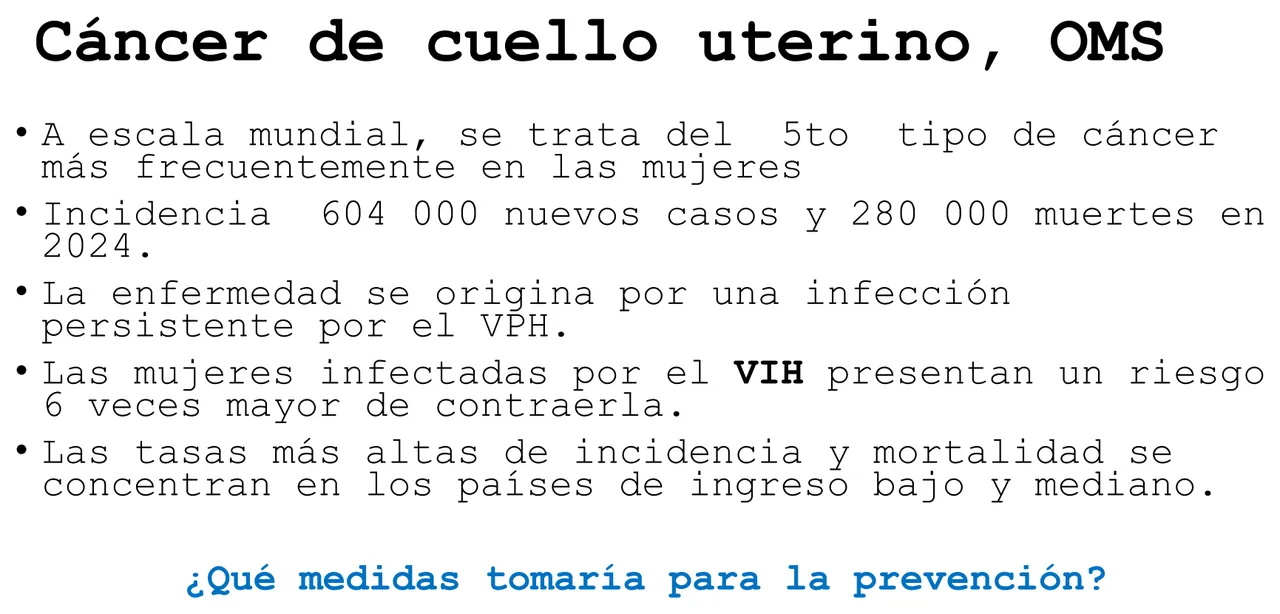 Cáncer de cuello uterino, OMS
• A escala mundial, se trata del 5to tipo de cáncer
más frecuentemente en las mujeres
• Incidencia 604 000 nuevos casos y 280 000 muertes en
2024.
• La enfermedad se origina por una infección
persistente por el VPH.
• Las mujeres infectadas por el VIH presentan un riesgo
6 veces mayor de contraerla.
• Las tasas más altas de incidencia y mortalidad se
concentran en los países de ingreso bajo y mediano.
¿Qué medidas tomaría para la prevención?